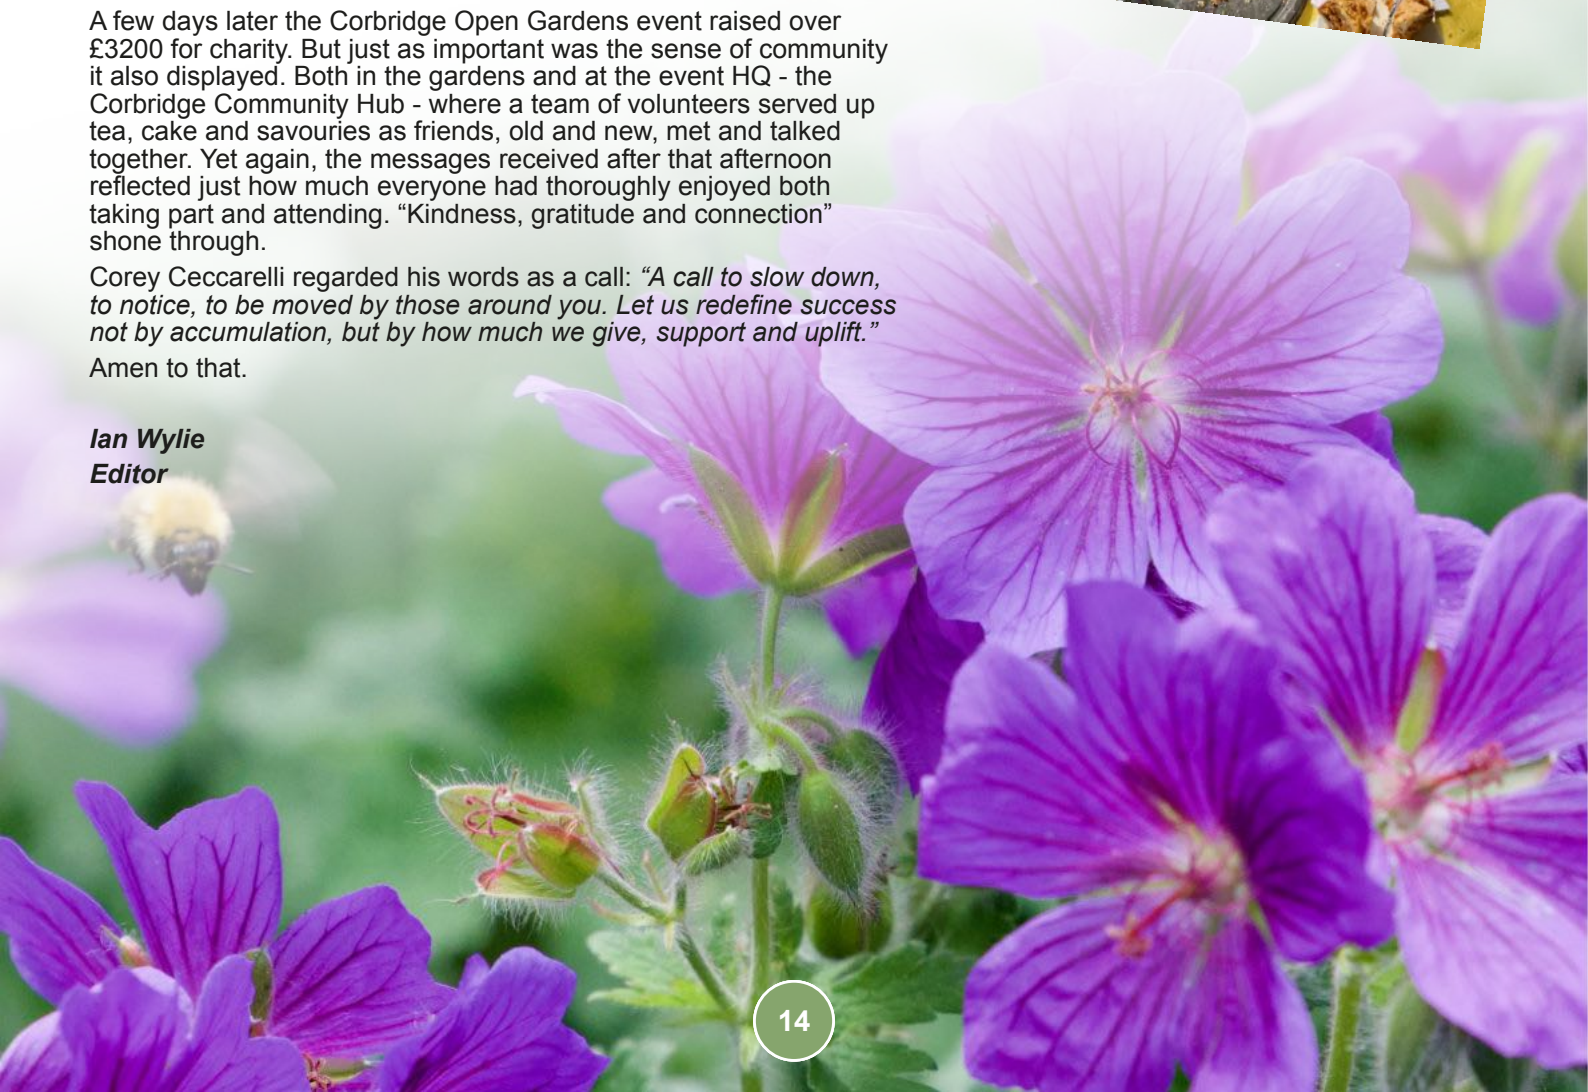 A few days later the Corbridge Open Gardens event raised over
£3200 for charity. But just as important was the sense of community
it also displayed. Both in the gardens and at the event HQ - the
Corbridge Community Hub - where a team of volunteers served up
tea, cake and savouries as friends, old and new, met and talked
together. Yet again, the messages received after that afternoon
reflected just how much everyone had thoroughly enjoyed both
taking part and attending. “Kindness, gratitude and connection”
shone through.
Corey Ceccarelli regarded his words as a call: “A call to slow down,
to notice, to be moved by those around you. Let us redefine success
not by accumulation, but by how much we give, support and uplift.”
Amen to that.
Ian Wylie
Editor
14